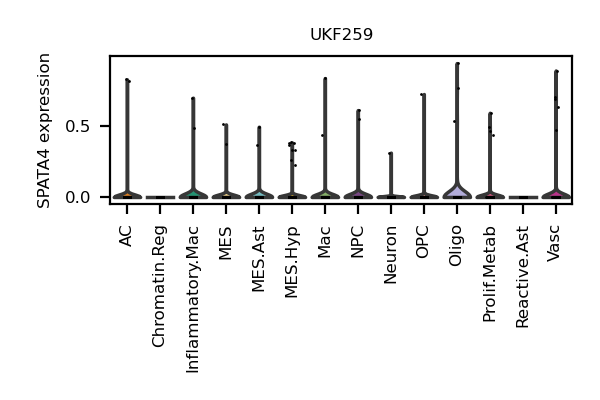 UKF259
SPATA4 expression
0.5
0.0
AC
Chromatin.Reg
Inflammatory.Mac
MES
MES.Ast
MES.Hyp
Mac
NPC
Neuron
OPC
Oligo
Prolif.Metab
Reactive.Ast
Vasc